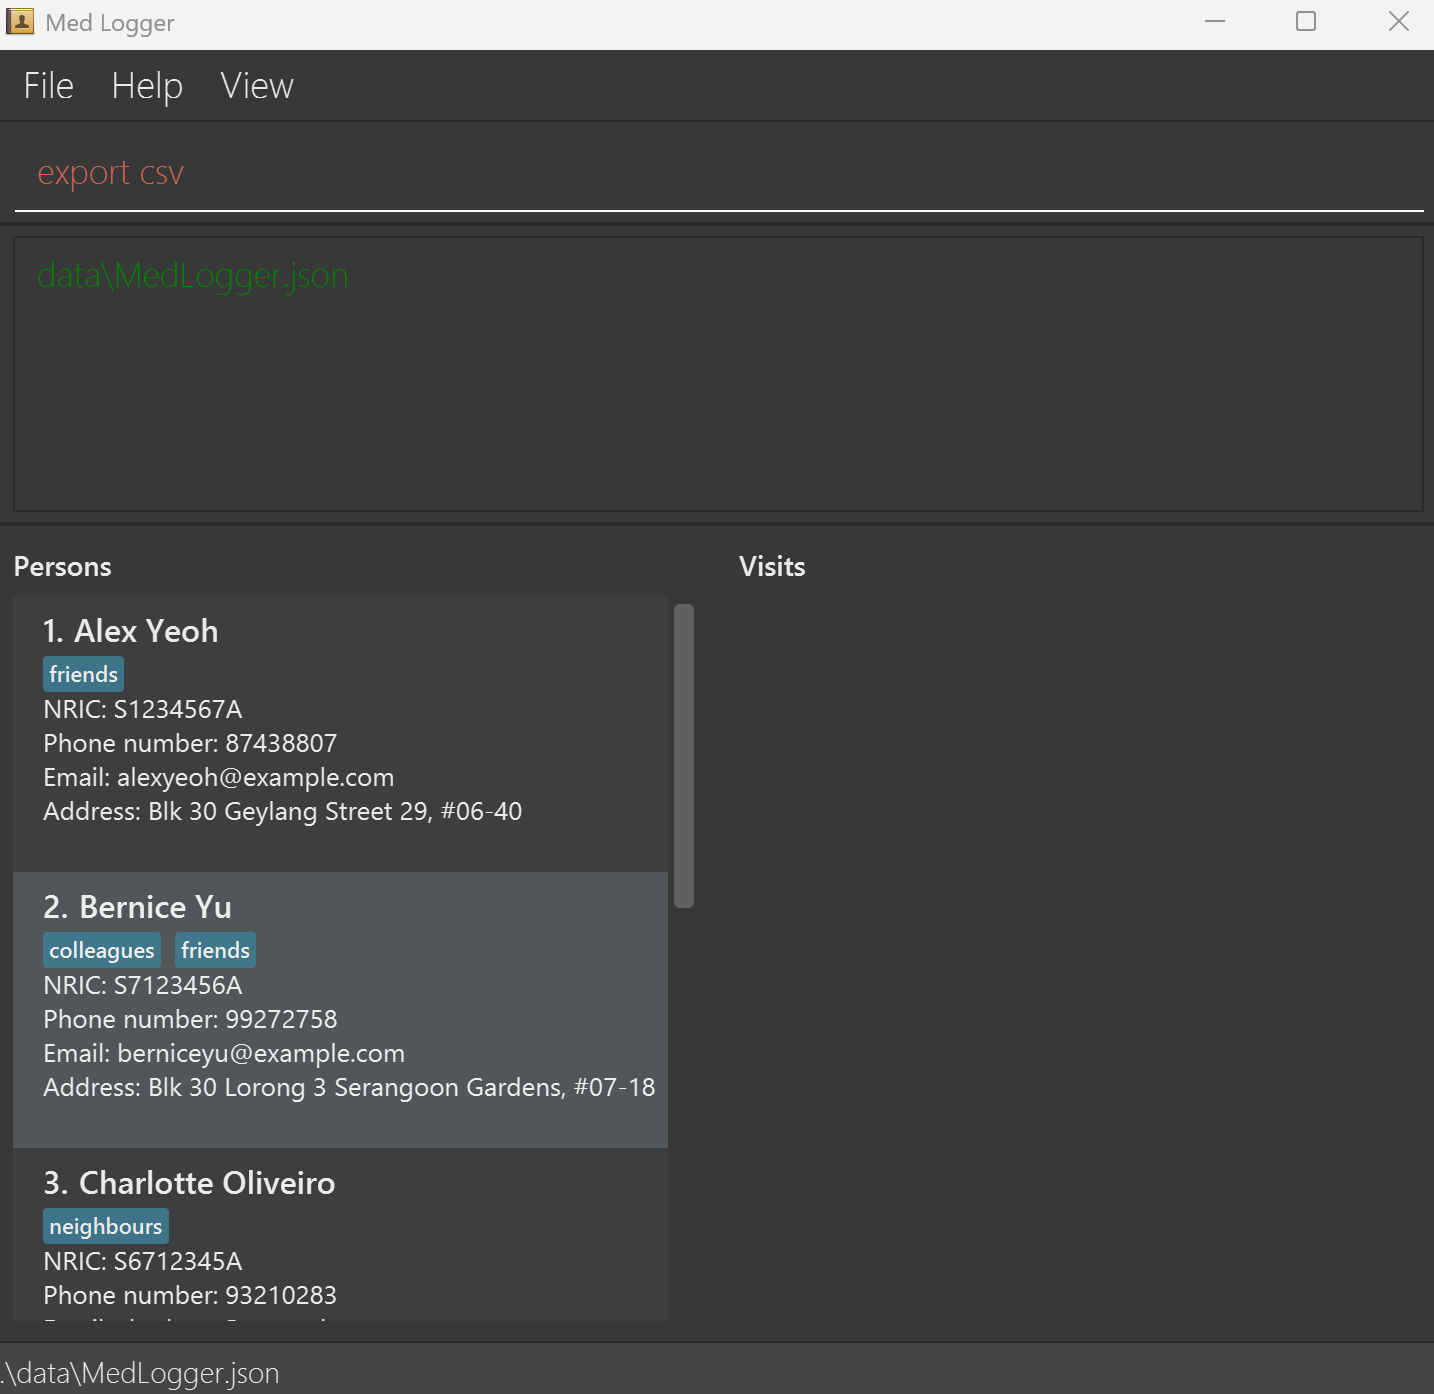 Med Logger
File Help View
export csv
data\MedLogger.json
Persons
Visits
1. Alex Yeoh
friends
NRIC: S1234567A
Phone number: 87438807
Email: alexyeoh@example.com
Address: Blk 30 Geylang Street 29, #06-40
2. Bernice Yu
colleagues friends
NRIC: S7123456A
Phone number: 99272758
Email: berniceyu@example.com
Address: Blk 30 Lorong 3 Serangoon Gardens, #07-18
3. Charlotte Oliveiro
neighbours
NRIC: S6712345A
Phone number: 93210283
.\data\MedLogger.json